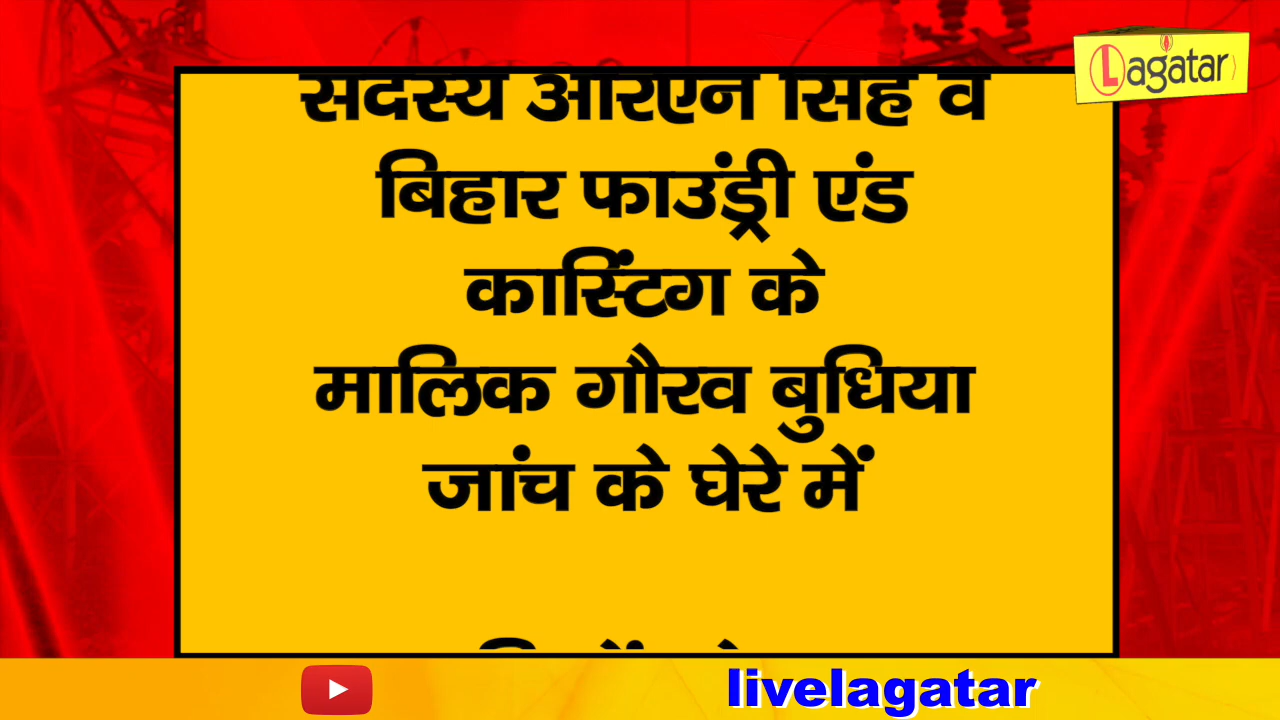 Lagatar
सदस्य आरएन सिंह व
बिहार फाउंड्री एंड
कास्टिंग के
मालिक गौरव बुधिया
जांच के घेरे में
livelagatar